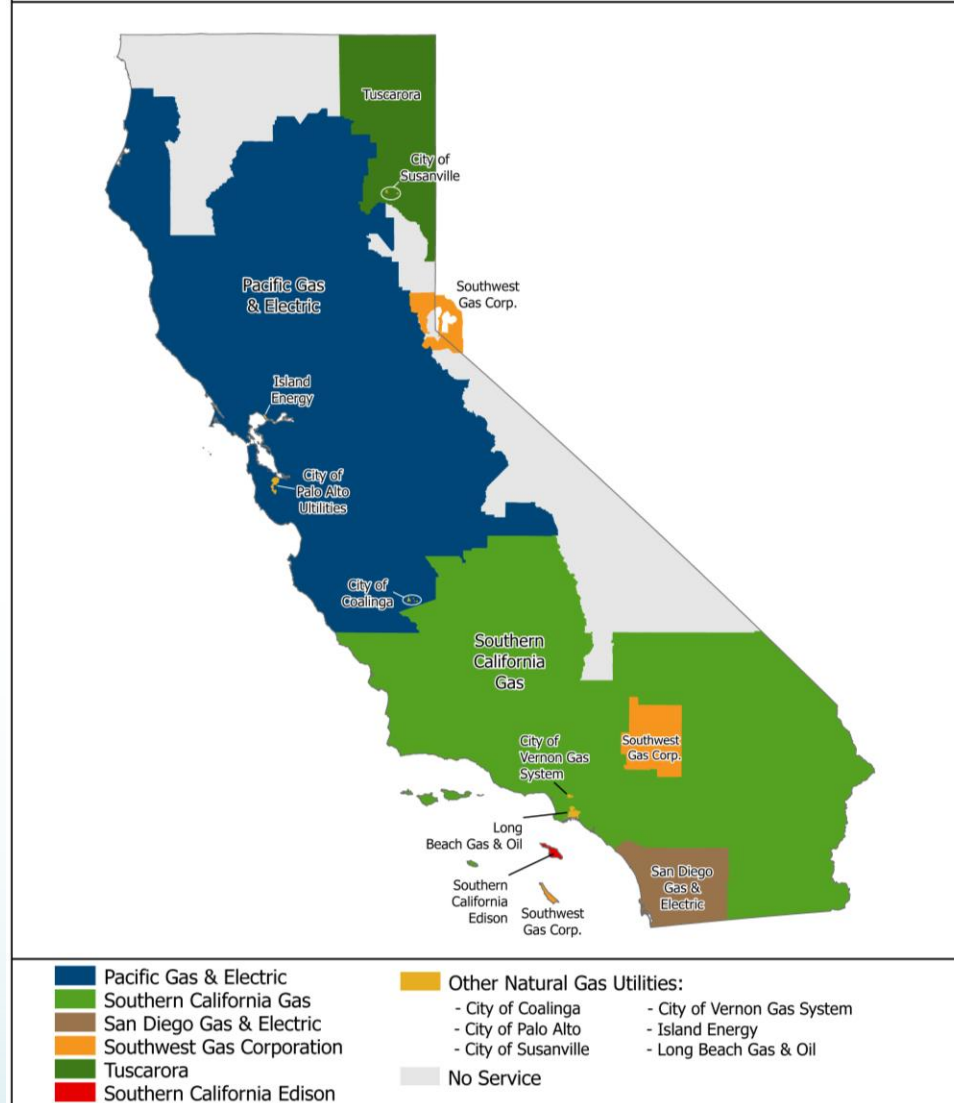 Tuscarora
City of
Susanville
Pacific Gas
& Electric
Southwest
Gas Corp.
Island
Energy
City of
Palo Alto
Ultilities
City of
Coalinga
Southern
California
Gas
City of
Vernon Gas
System
Southwest
Gas Corp.
Long
Beach Gas & Oil
Southern
California
Edison
Southwest
Gas Corp.
San Diego
Gas &
Electric
Pacific Gas & Electric
Southern California Gas
San Diego Gas & Electric
Southwest Gas Corporation
Tuscarora
Southern California Edison
Other Natural Gas Utilities:
- City of Coalinga
- City of Palo Alto
- City of Susanville
- City of Vernon Gas System
- Island Energy
- Long Beach Gas & Oil
No Service